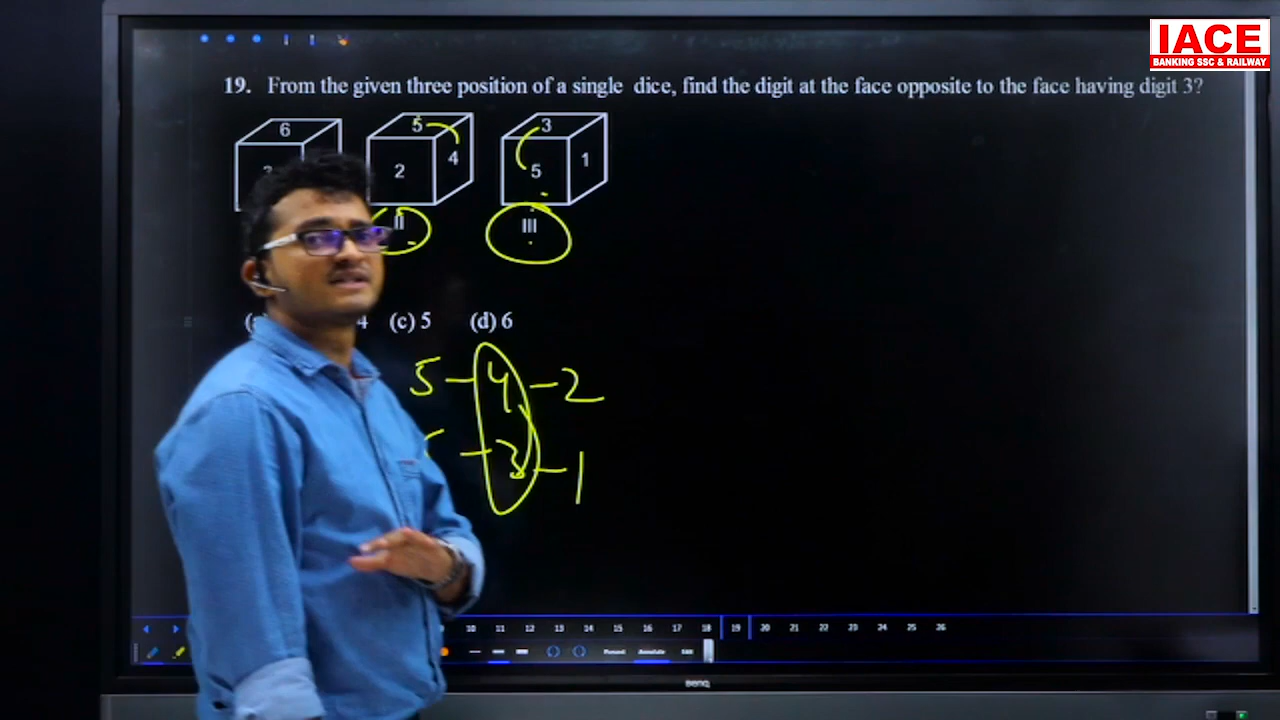 IACE
BANKING SSC & RAILWAY
19. From the given three position of a single dice, find the digit at the face opposite to the face having digit 3?
6 5 3
2 4 5 1
II III
4 (c) 5 (d) 6
5 – 4 – 2
– 3 – 1
10 11 12 13 14 15 16 17 18 19 20 21 22 23 24 25 26
Present Annotate Edit
BenQ